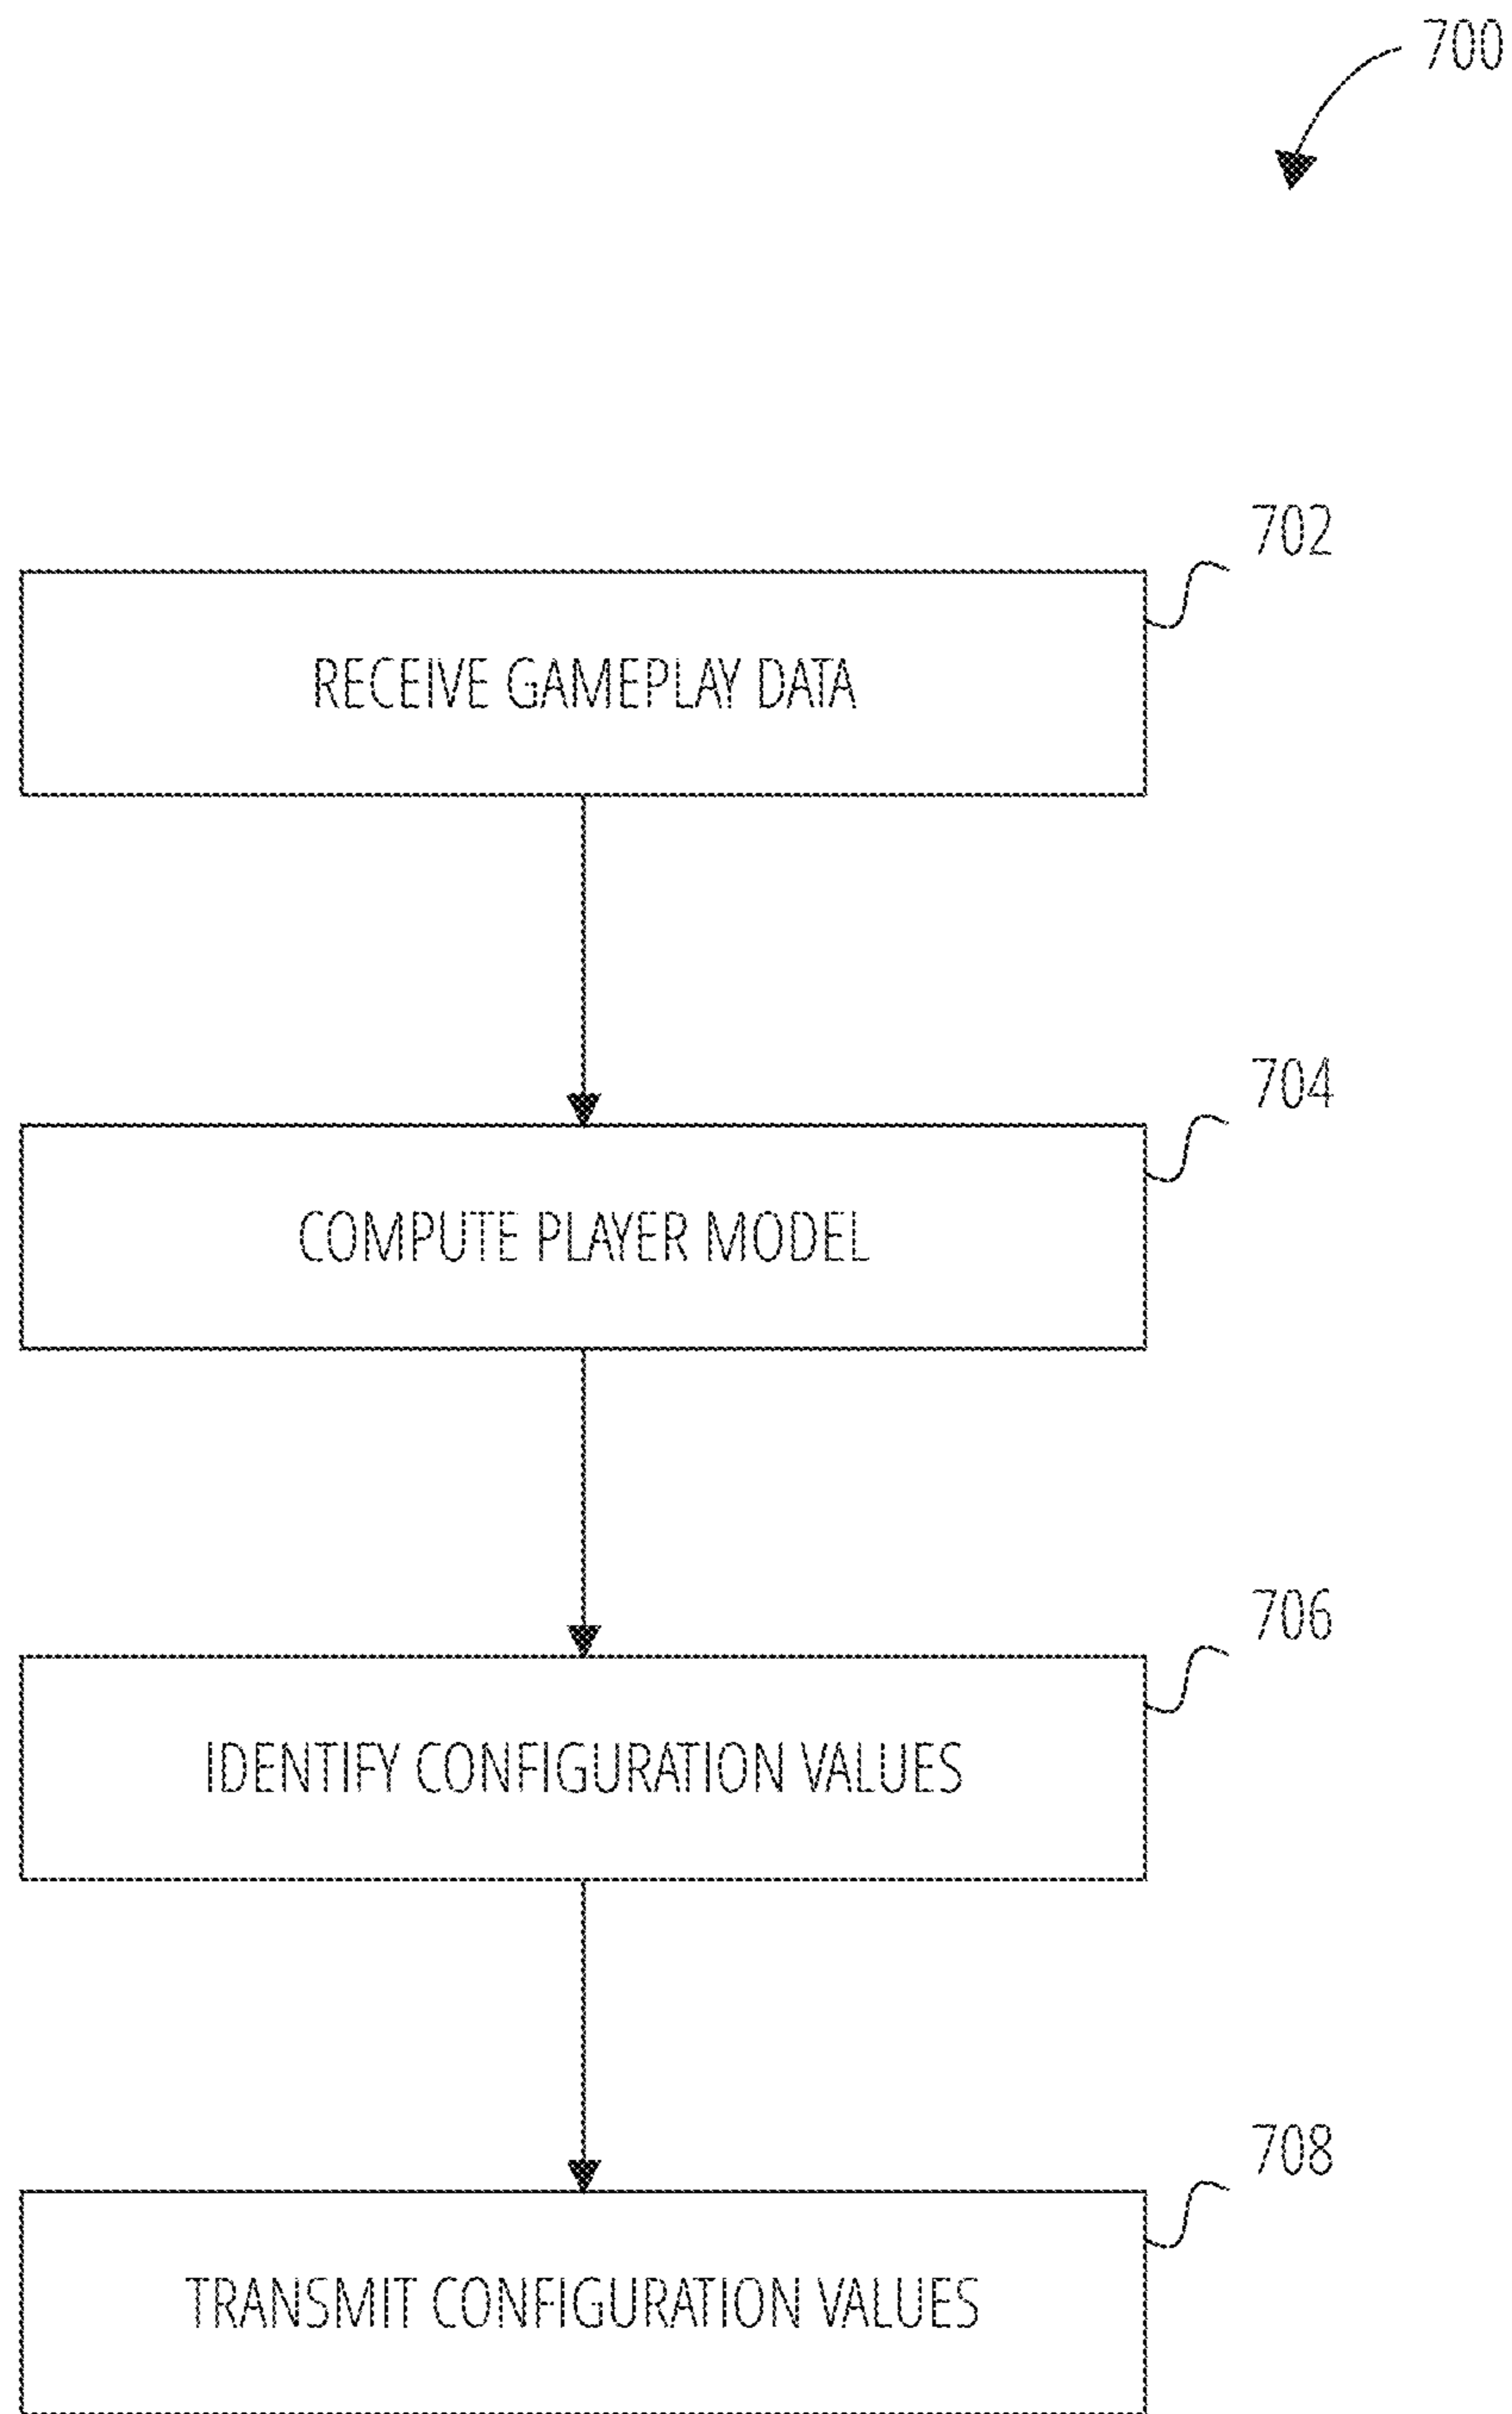 700
702
RECEIVE GAMEPLAY DATA
704
COMPUTE PLAYER MODEL
706
IDENTIFY CONFIGURATION VALUES
708
TRANSMIT CONFIGURATION VALUES